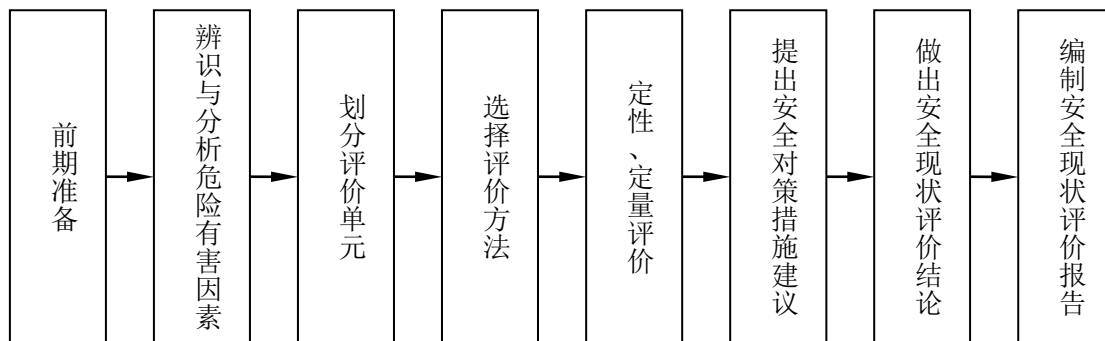 前期准备
辨识与分析危险有害因素
划分评价单元
选择评价方法
定性、定量评价
提出安全对策措施建议
做出安全现状评价结论
编制安全现状评价报告